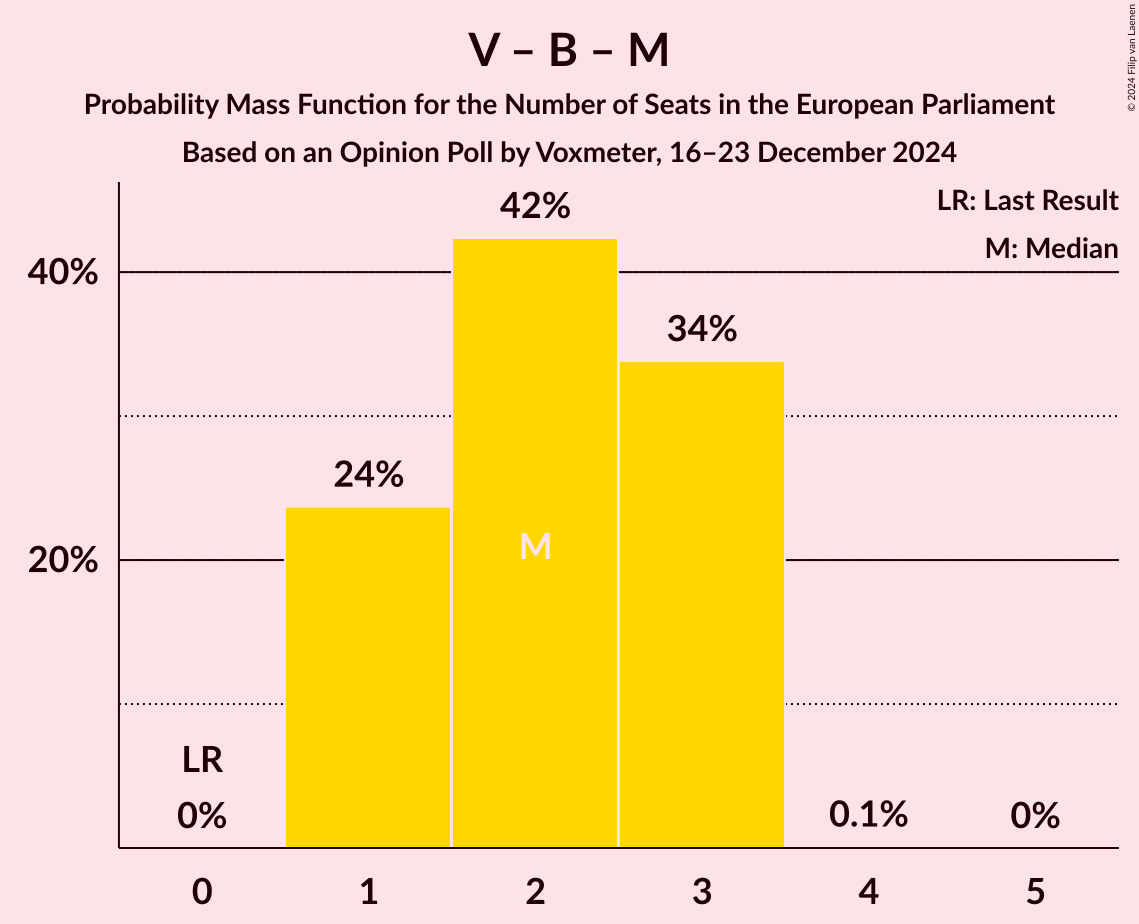 V – B – M
Probability Mass Function for the Number of Seats in the European Parliament
Based on an Opinion Poll by Voxmeter, 16–23 December 2024
© 2024 Filip van Laenen
LR: Last Result
M: Median
42%
40%
34%
24%
20%
M
LR
0%
0.1%
0%
0 1 2 3 4 5